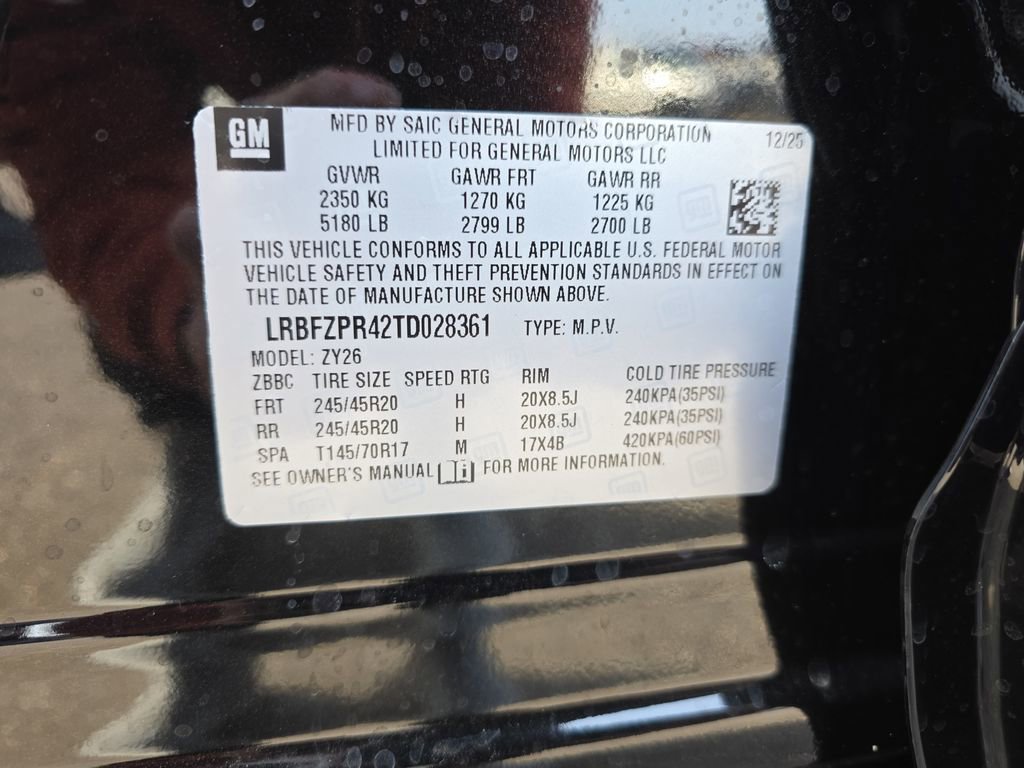 GM
MFD BY SAIC GENERAL MOTORS CORPORATION 12/25
LIMITED FOR GENERAL MOTORS LLC
GVWR GAWR FRT GAWR RR
2350 KG 1270 KG 1225 KG
5180 LB 2799 LB 2700 LB
THIS VEHICLE CONFORMS TO ALL APPLICABLE U.S. FEDERAL MOTOR
VEHICLE SAFETY AND THEFT PREVENTION STANDARDS IN EFFECT ON
THE DATE OF MANUFACTURE SHOWN ABOVE.
LRBFZPR42TD028361 TYPE: M.P.V.
MODEL: ZY26
ZBBC TIRE SIZE SPEED RTG RIM COLD TIRE PRESSURE
FRT 245/45R20 H 20X8.5J 240KPA(35PSI)
RR 245/45R20 H 20X8.5J 240KPA(35PSI)
SPA T145/70R17 M 17X4B 420KPA(60PSI)
SEE OWNER'S MANUAL FOR MORE INFORMATION.